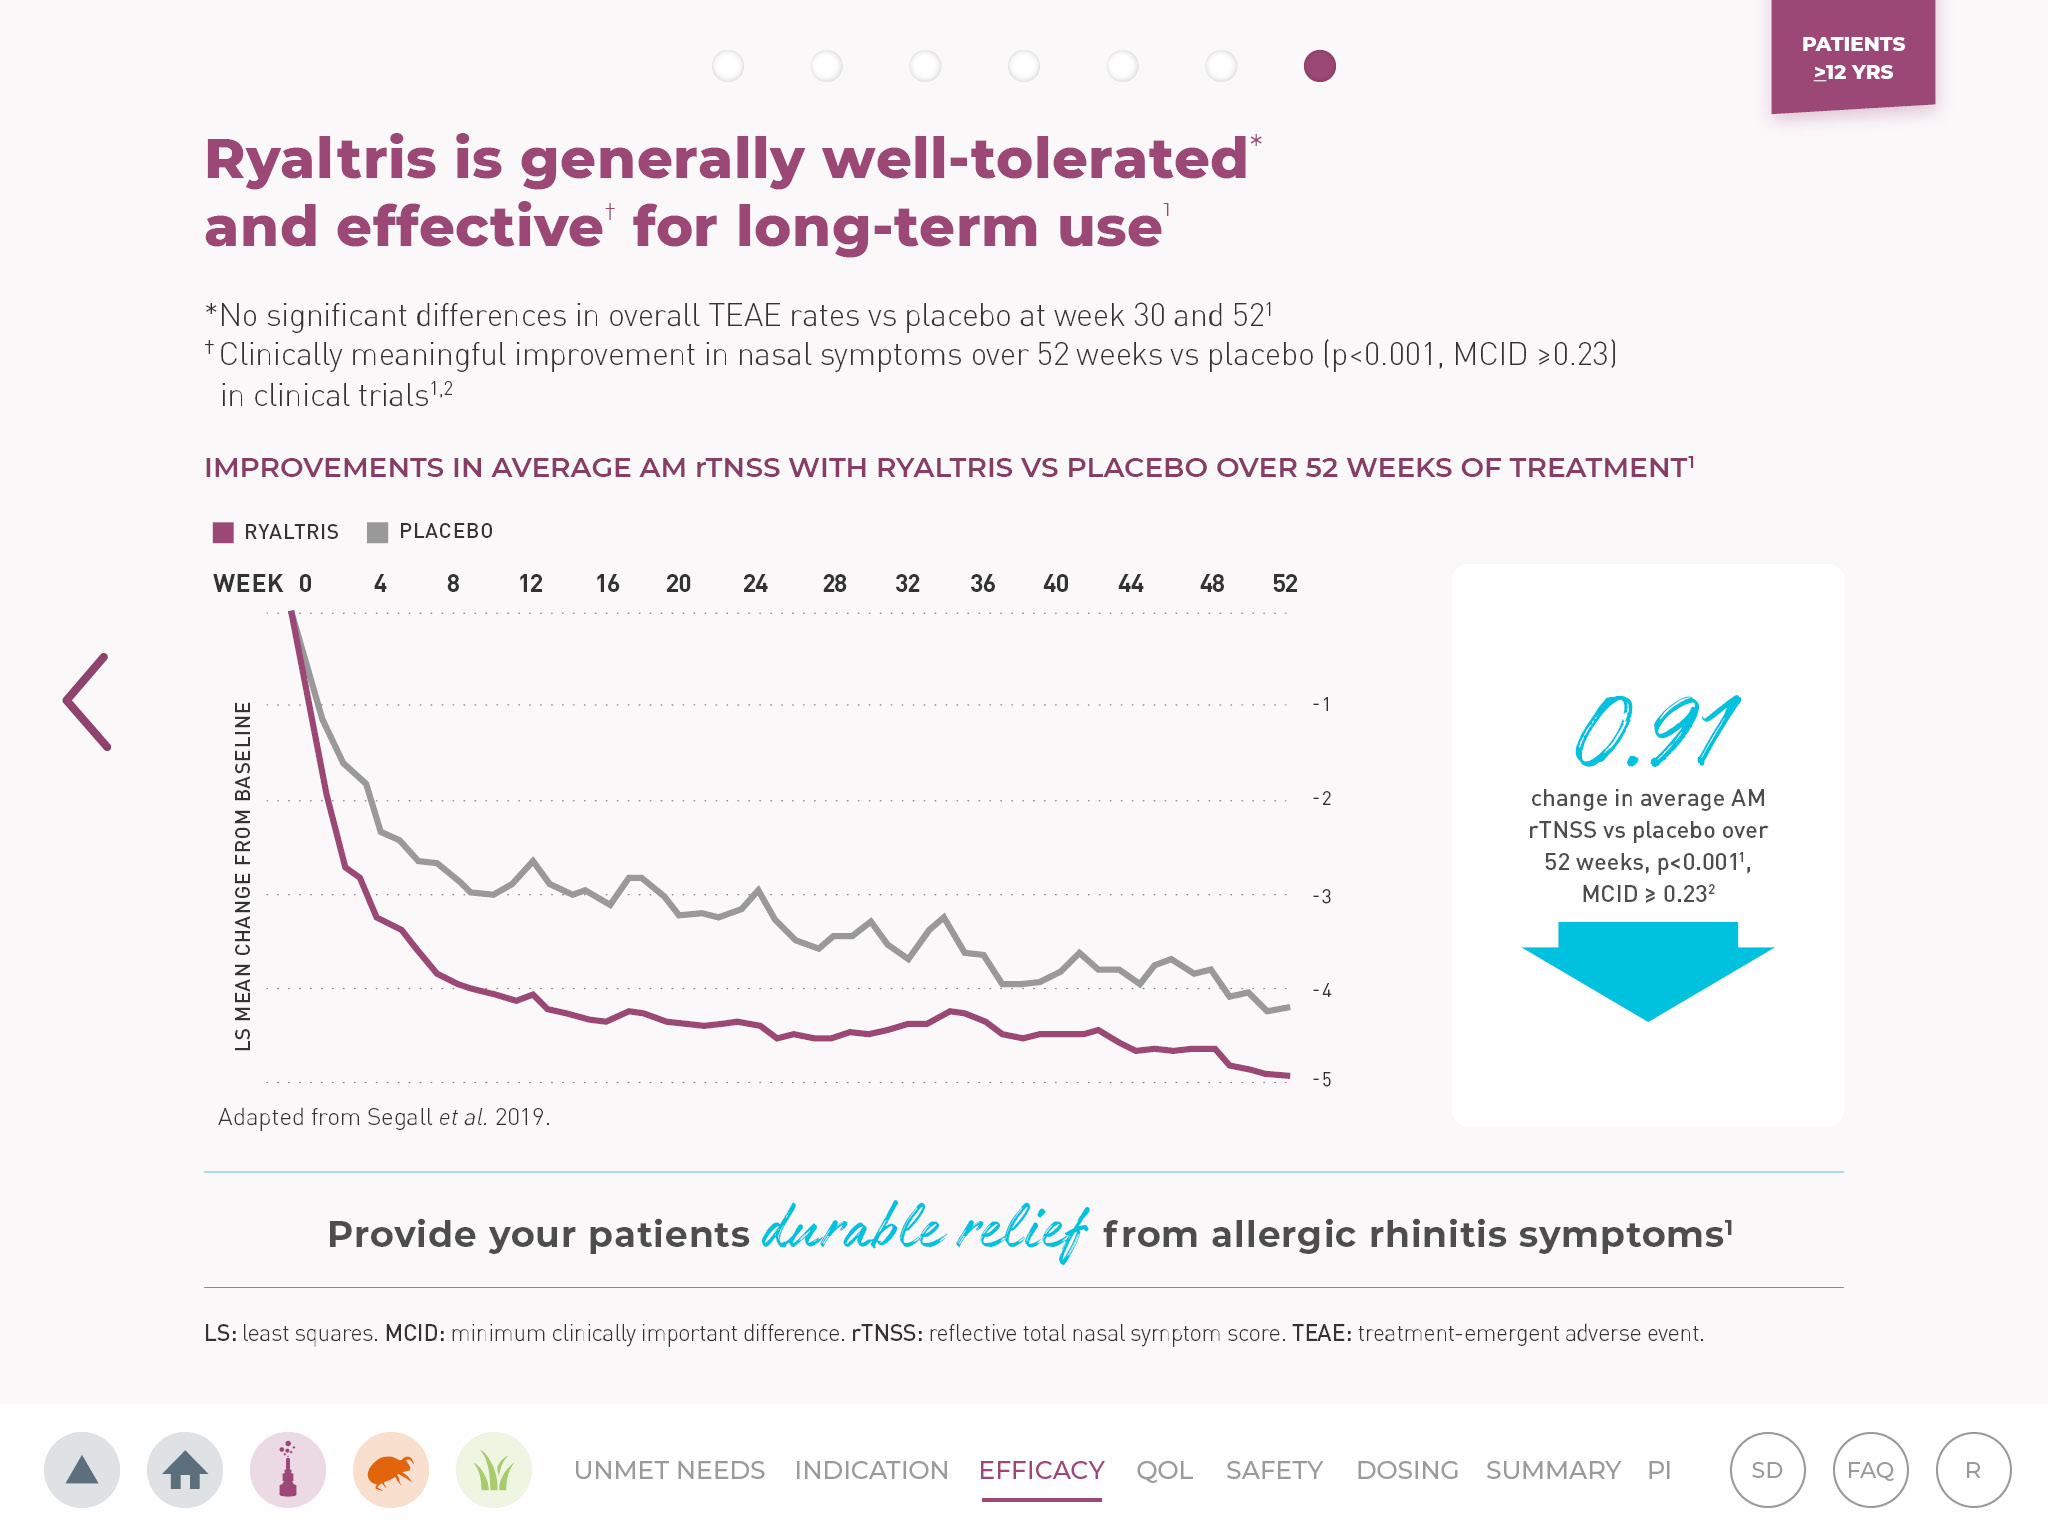 PATIENTS
≥12 YRS
Ryaltris is generally well-tolerated*
and effective† for long-term use1
*No significant differences in overall TEAE rates vs placebo at week 30 and 52¹
†Clinically meaningful improvement in nasal symptoms over 52 weeks vs placebo (p<0.001, MCID ≥0.23)
in clinical trials¹,²
IMPROVEMENTS IN AVERAGE AM rTNSS WITH RYALTRIS VS PLACEBO OVER 52 WEEKS OF TREATMENT¹
RYALTRIS PLACEBO
WEEK 0 4 8 12 16 20 24 28 32 36 40 44 48 52
LS MEAN CHANGE FROM BASELINE
-1
-2
-3
-4
-5
Adapted from Segall et al. 2019.
0.91
change in average AM
rTNSS vs placebo over
52 weeks, p<0.001¹,
MCID ≥ 0.23²
Provide your patients durable relief from allergic rhinitis symptoms¹
LS: least squares. MCID: minimum clinically important difference. rTNSS: reflective total nasal symptom score. TEAE: treatment-emergent adverse event.
UNMET NEEDS INDICATION EFFICACY QOL SAFETY DOSING SUMMARY PI SD FAQ R